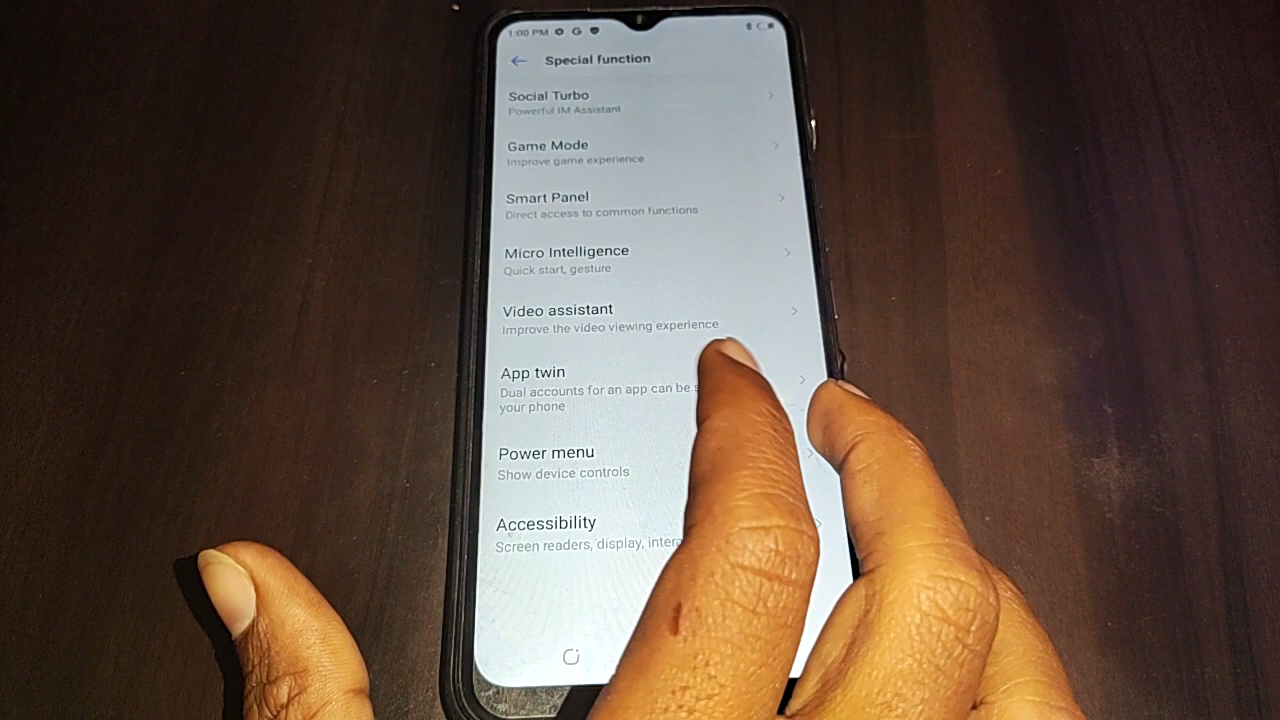 1:00 PM
Special function
Social Turbo
Powerful IM Assistant
Game Mode
Improve game experience
Smart Panel
Direct access to common functions
Micro Intelligence
Quick start, gesture
Video assistant
Improve the video viewing experience
App twin
Dual accounts for an app can be
your phone
Power menu
Show device controls
Accessibility
Screen readers, display,